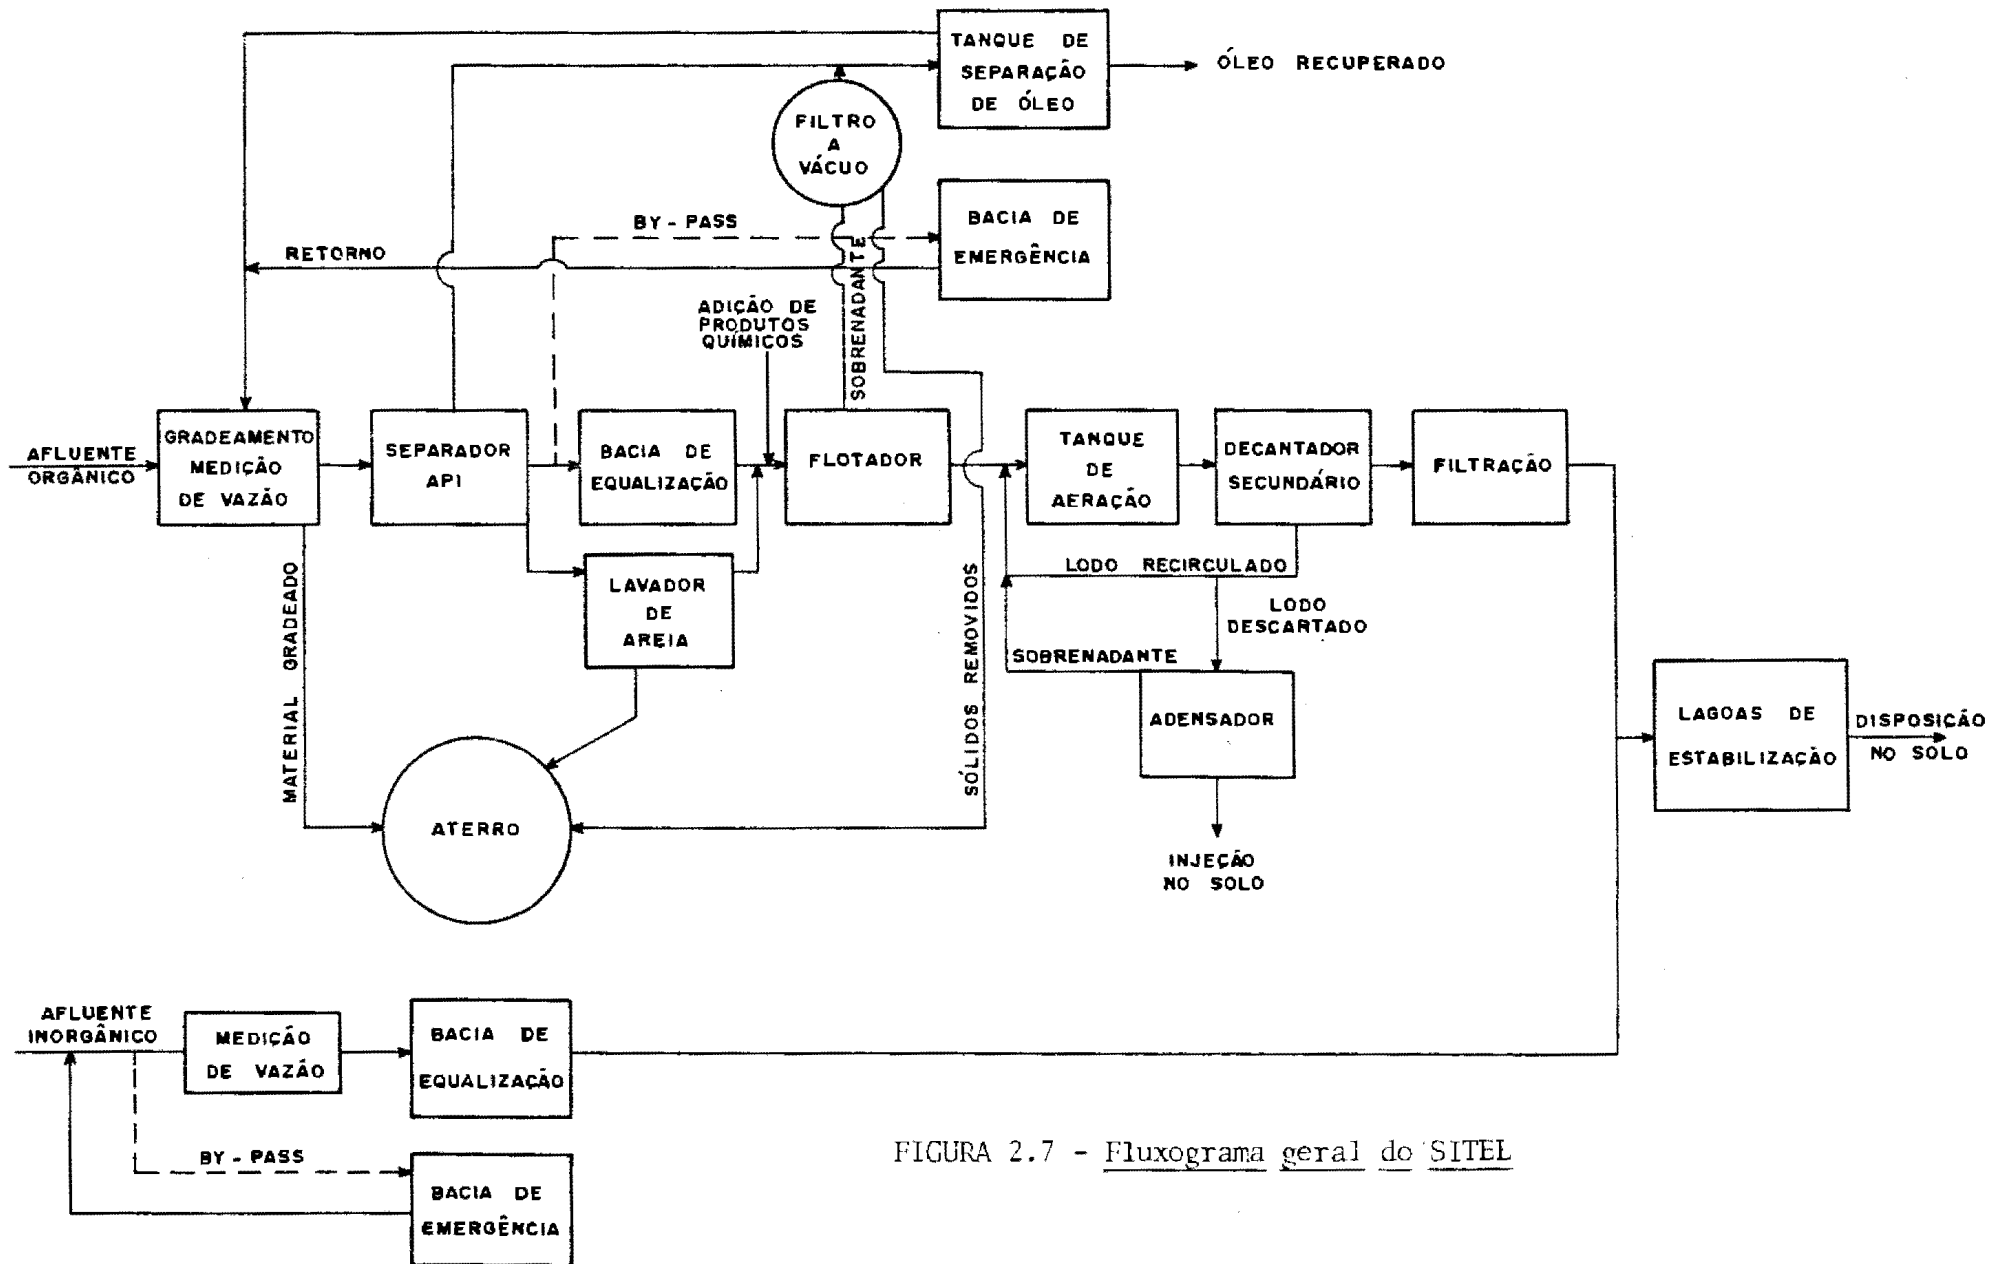 TANQUE DE
SEPARAÇÃO
DE ÓLEO
ÓLEO RECUPERADO
FILTRO
A
VÁCUO
BY-PASS
BACIA DE
EMERGÊNCIA
RETORNO
SOBRENADANTE
ADIÇÃO DE
PRODUTOS
QUÍMICOS
AFLUENTE
ORGÂNICO
GRADEAMENTO
MEDIÇÃO
DE VAZÃO
SEPARADOR
API
BACIA DE
EQUALIZAÇÃO
FLOTADOR
TANQUE
DE
AERAÇÃO
DECANTADOR
SECUNDÁRIO
FILTRAÇÃO
LAVADOR
DE
AREIA
LODO RECIRCULADO
LODO
DESCARTADO
SOBRENADANTE
ADENSADOR
INJEÇÃO
NO SOLO
MATERIAL GRADEADO
SÓLIDOS REMOVIDOS
ATERRO
LAGOAS DE
ESTABILIZAÇÃO
DISPOSIÇÃO
NO SOLO
AFLUENTE
INORGÂNICO
MEDIÇÃO
DE VAZÃO
BACIA DE
EQUALIZAÇÃO
BY-PASS
BACIA DE
EMERGÊNCIA
FIGURA 2.7 - Fluxograma geral do SITEL